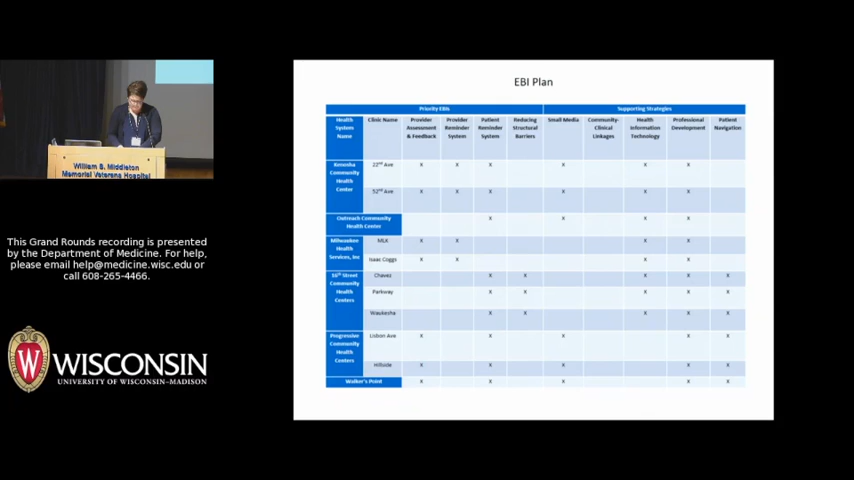 William S. Middleton
Memorial Veterans Hospital
This Grand Rounds recording is presented
by the Department of Medicine. For help,
please email help@medicine.wisc.edu or
call 608-265-4466.
W
WISCONSIN
UNIVERSITY OF WISCONSIN–MADISON
EBI Plan
Priority EBIs Supporting Strategies
Health System Name Clinic Name Provider Assessment & Feedback Provider Reminder System Patient Reminder System Reducing Structural Barriers Small Media Community-Clinical Linkages Health Information Technology Professional Development Patient Navigation
Kenosha Community Health Center 22nd Ave X X X X X X
52nd Ave X X X X X X
Outreach Community Health Center X X X X
Milwaukee Health Services, Inc MLK X X X X
Isaac Coggs X X X X
16th Street Community Health Centers Chavez X X X X X
Parkway X X X X X
Waukesha X X X X X
Progressive Community Health Centers Lisbon Ave X X X X X
Hillside X X X X X
Walker's Point X X X X X